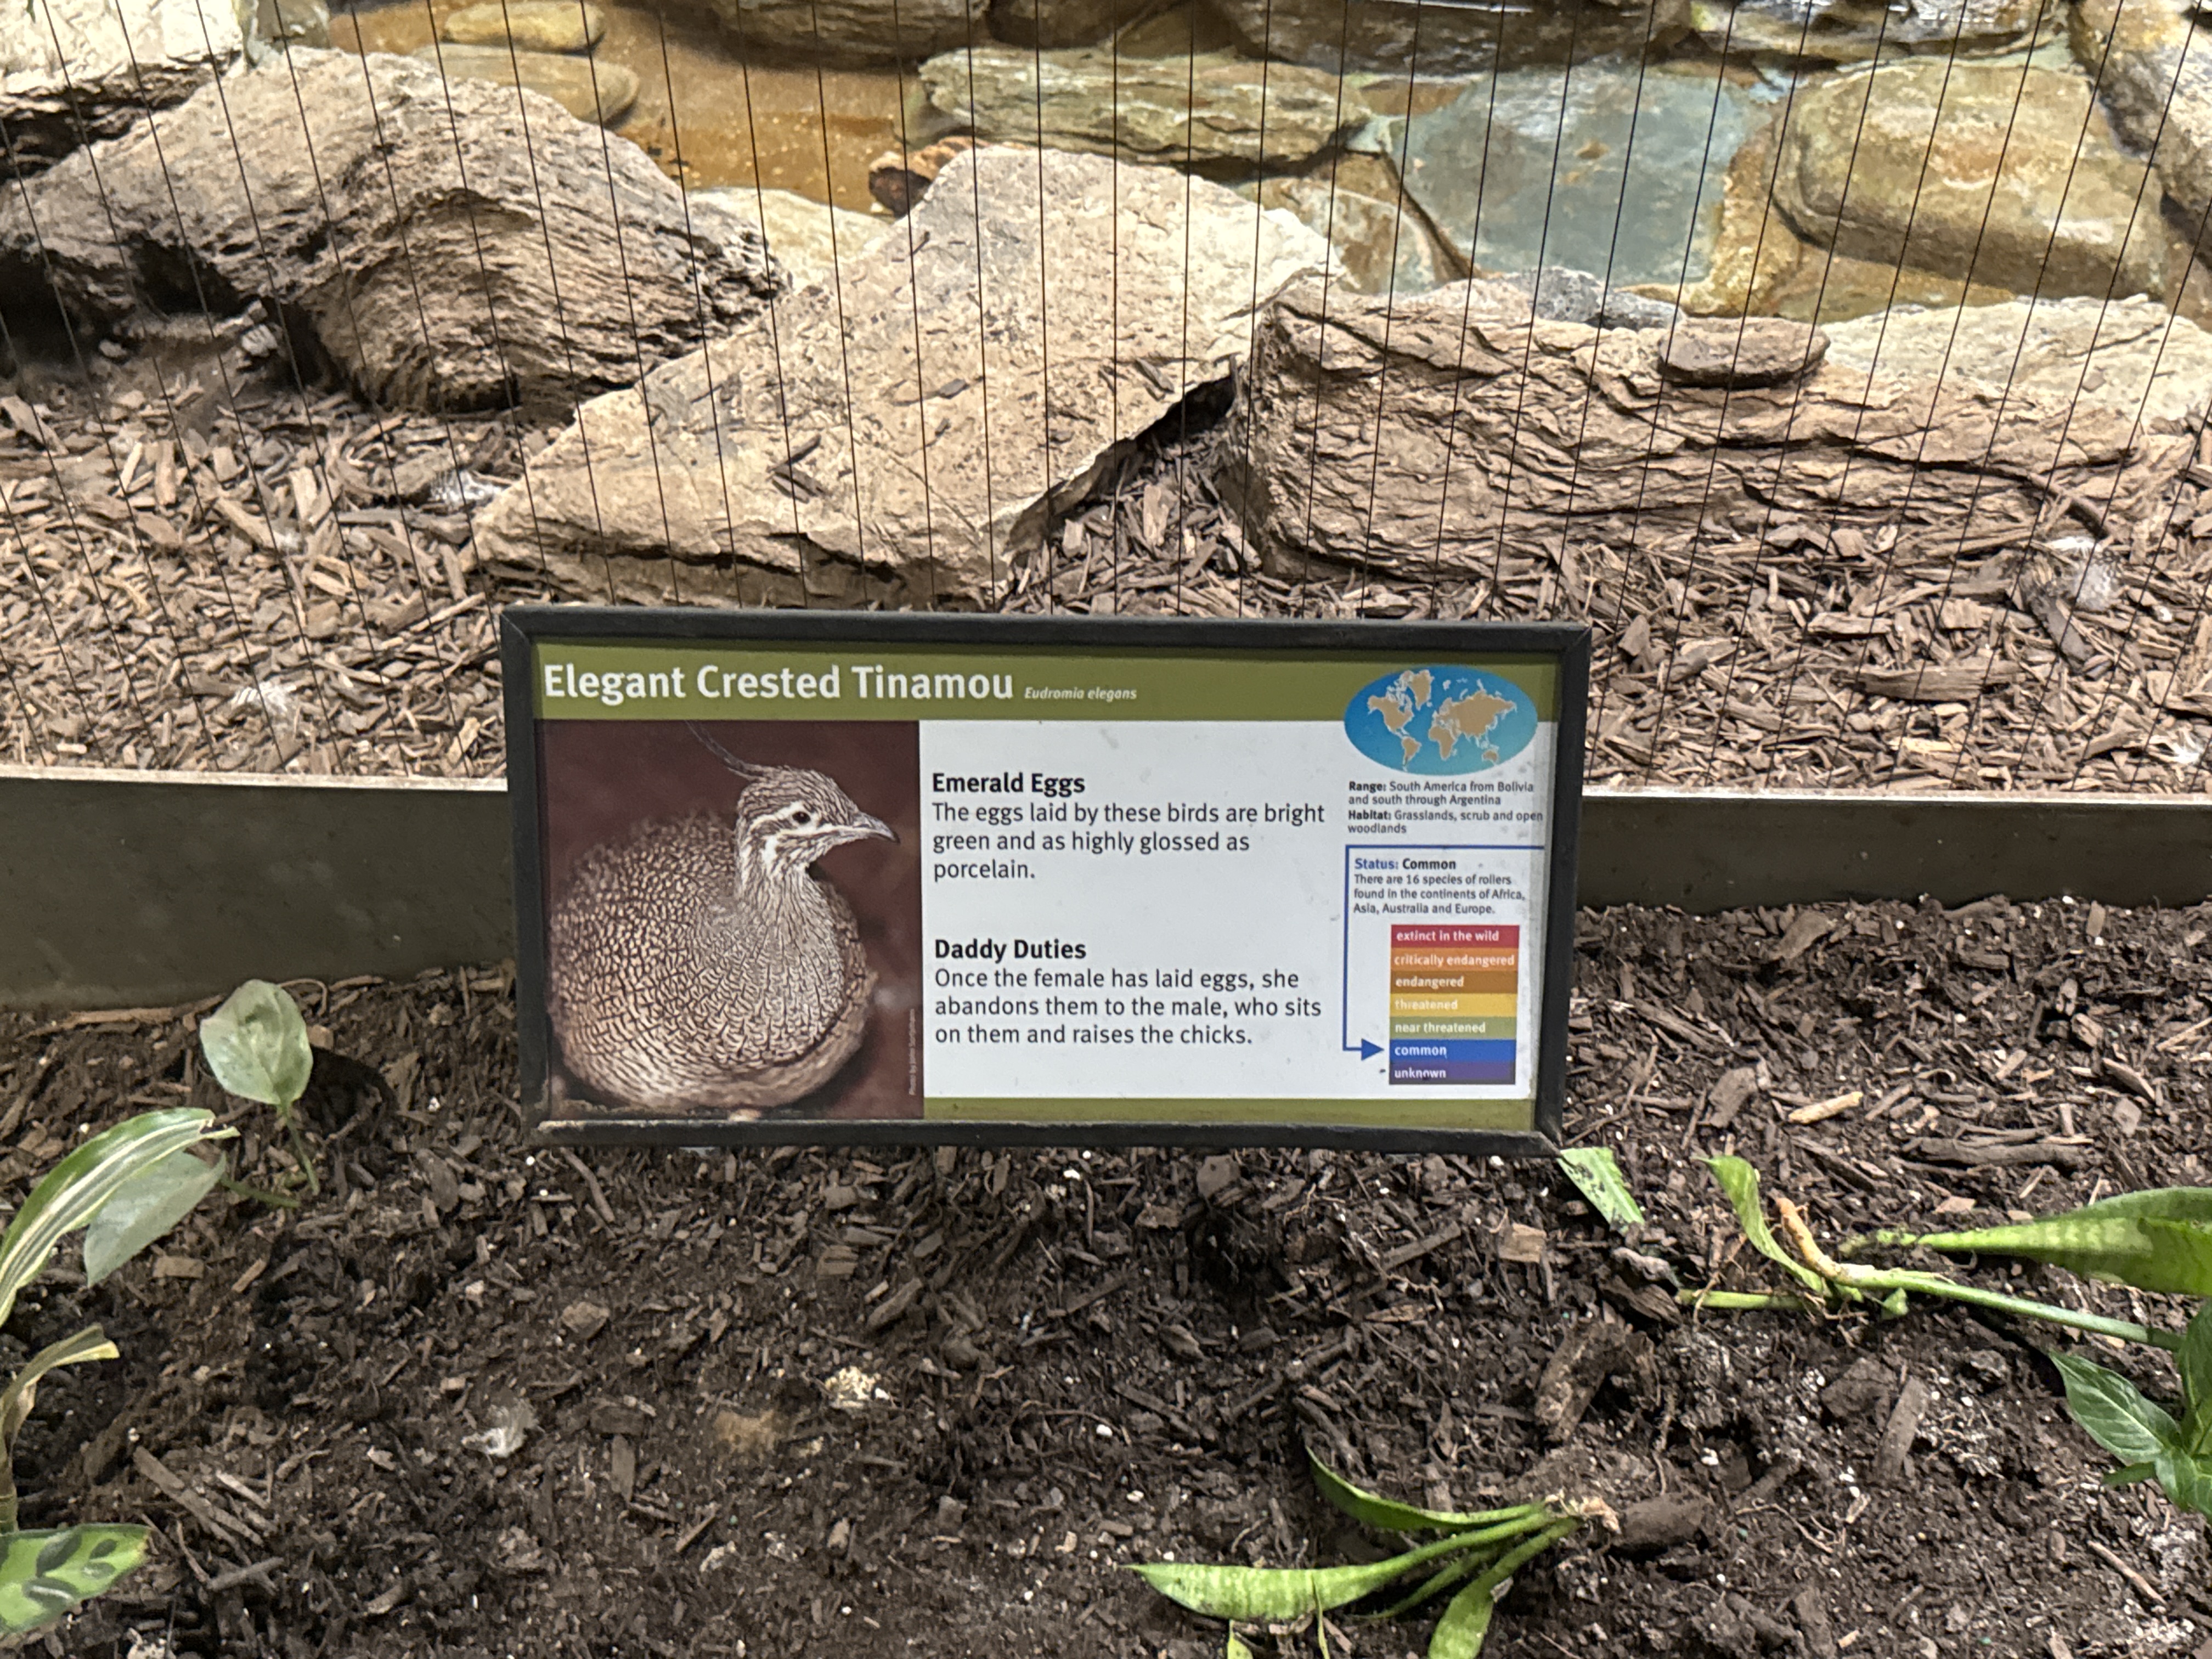 Elegant Crested Tinamou Eudromia elegans
Emerald Eggs
The eggs laid by these birds are bright
green and as highly glossed as
porcelain.
Daddy Duties
Once the female has laid eggs, she
abandons them to the male, who sits
on them and raises the chicks.
Range: South America from Bolivia
and south through Argentina
Habitat: Grasslands, scrub and open
woodlands
Status: Common
There are 16 species of rollers
found in the continents of Africa,
Asia, Australia and Europe.
extinct in the wild
critically endangered
endangered
threatened
near threatened
common
unknown